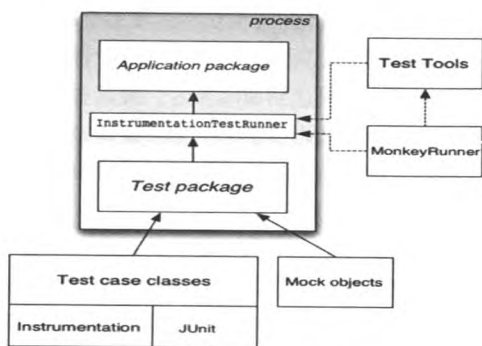 process
Application package
Test Tools
InstrumentationTestRunner
MonkeyRunner
Test package
Test case classes
Mock objects
Instrumentation
JUnit